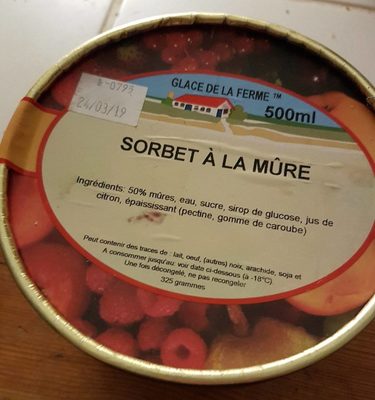 *-0793
24/03/19
GLACE DE LA FERME ™
500ml
SORBET À LA MÛRE
Ingrédients: 50% mûres, eau, sucre, sirop de glucose, jus de
citron, épaississant (pectine, gomme de caroube)
Peut contenir des traces de : lait, oeuf, (autres) noix, arachide, soja et
A consommer jusqu'au: voir date ci-dessous (à -18°C).
Une fois décongelé, ne pas recongeler
325 grammes